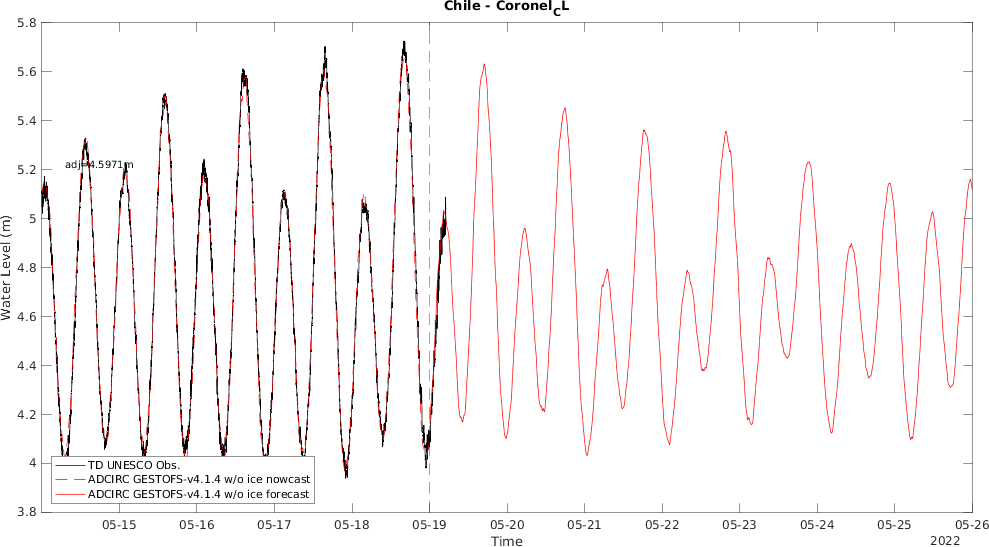 Chile - Coronel_CL
5.8
5.6
5.4
5.2
5
4.8
4.6
4.4
4.2
4
3.8
Water Level (m)
adj=4.5971m
TD UNESCO Obs.
ADCIRC GESTOFS-v4.1.4 w/o ice nowcast
ADCIRC GESTOFS-v4.1.4 w/o ice forecast
05-15 05-16 05-17 05-18 05-19 05-20 05-21 05-22 05-23 05-24 05-25 05-26
Time
2022